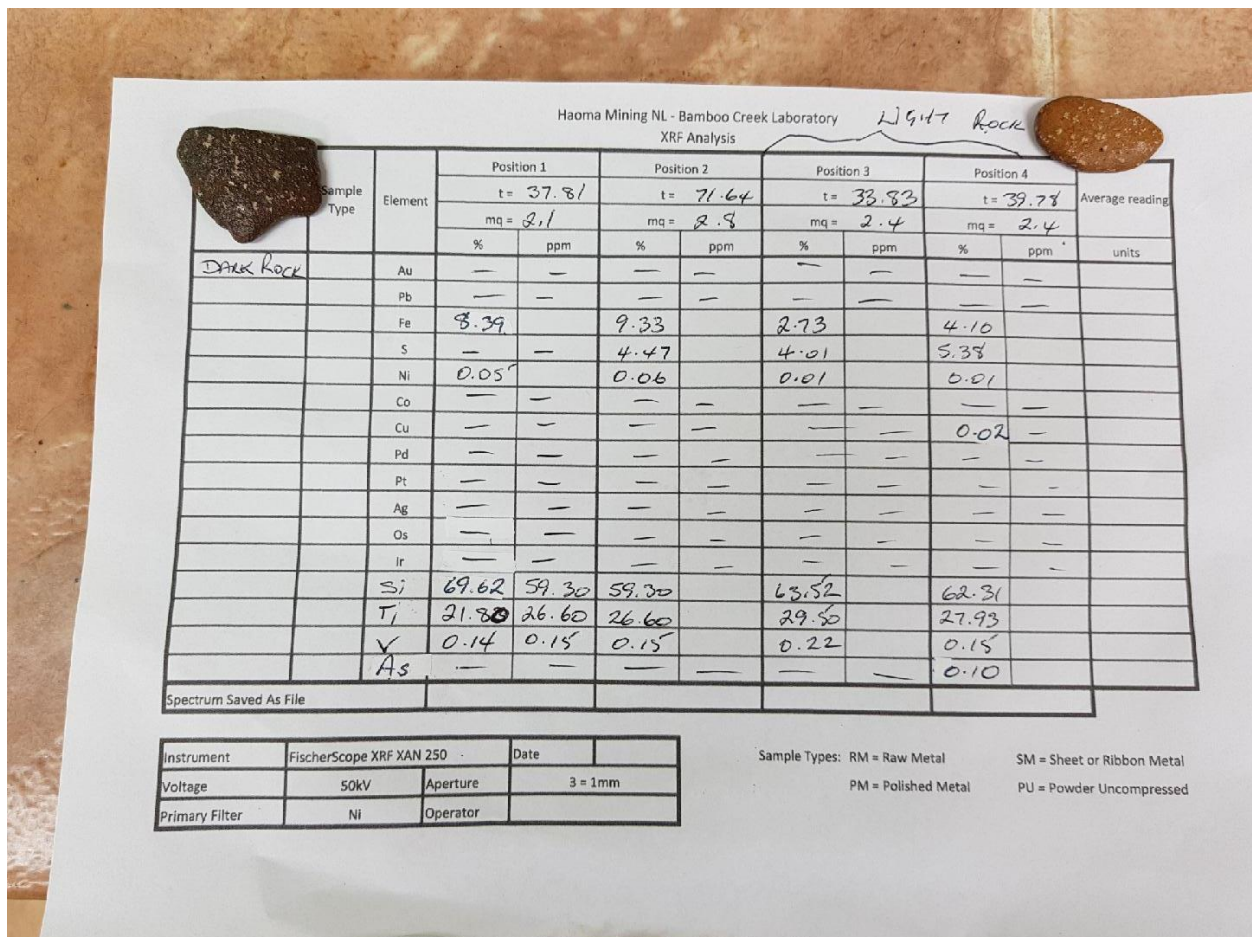 Haoma Mining NL - Bamboo Creek Laboratory LIGHT ROCK
XRF Analysis
Sample Type Element Position 1 Position 2 Position 3 Position 4 Average reading
t= 37.81 t= 71.64 t= 33.83 t= 39.78
mq = 2.1 mq = 2.8 mq = 2.4 mq = 2.4
% ppm % ppm % ppm % ppm units
DARK ROCK Au — — — — — — — —
Pb — — — — — — — —
Fe 8.39 9.33 2.73 4.10
S — — 4.47 4.01 5.38
Ni 0.05 0.06 0.01 0.01
Co — — — — — — — —
Cu — — — — — — 0.02 —
Pd — — — — — — — —
Pt — — — — — — — —
Ag — — — — — — — —
Os — — — — — — — —
Ir — — — — — — — —
Si 69.62 59.30 59.30 63.52 62.31
Ti 21.80 26.60 26.60 29.50 27.93
V 0.14 0.15 0.15 0.22 0.15
As — — — — — — 0.10
Spectrum Saved As File
Instrument FischerScope XRF XAN 250 Date
Voltage 50kV Aperture 3 = 1mm
Primary Filter Ni Operator
Sample Types: RM = Raw Metal SM = Sheet or Ribbon Metal
PM = Polished Metal PU = Powder Uncompressed